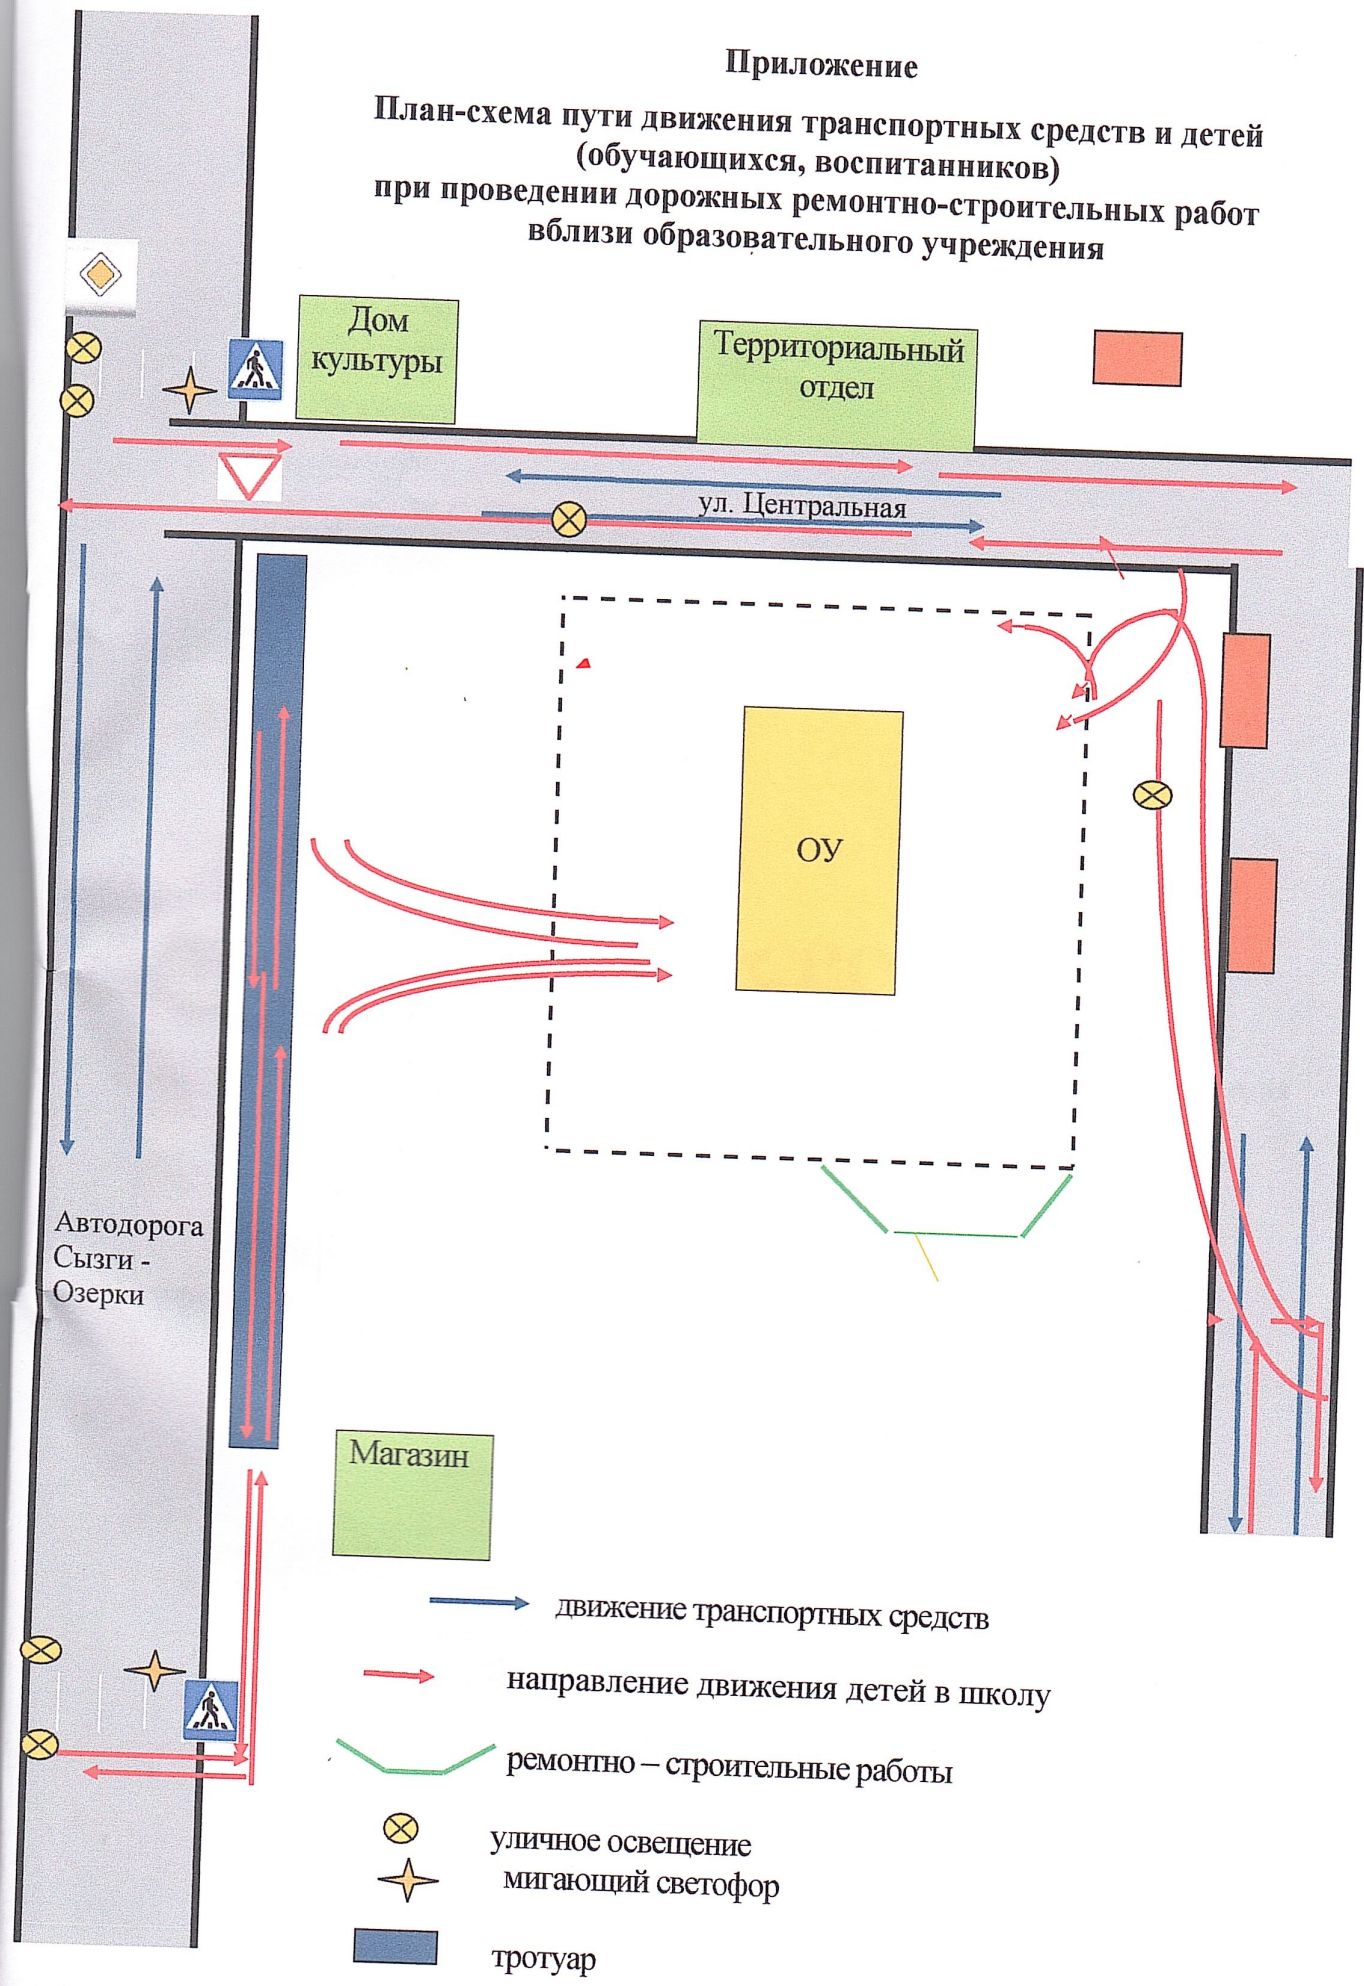 Приложение
План-схема пути движения транспортных средств и детей
(обучающихся, воспитанников)
при проведении дорожных ремонтно-строительных работ
вблизи образовательного учреждения
Дом
культуры
Территориальный
отдел
ул. Центральная
ОУ
Автодорога
Сызги -
Озерки
Магазин
движение транспортных средств
направление движения детей в школу
ремонтно – строительные работы
уличное освещение
мигающий светофор
тротуар